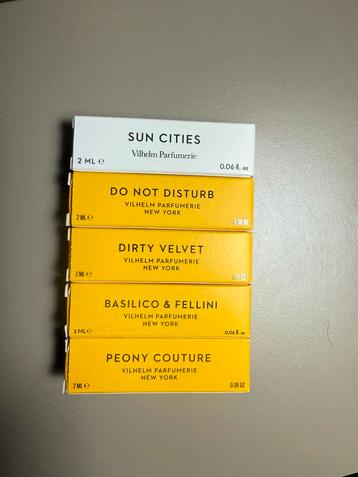 SUN CITIES
Vilhelm Parfumerie
2 ML ℮ 0.06 fl. oz
DO NOT DISTURB
VILHELM PARFUMERIE
NEW YORK
2 ML ℮ OZ
DIRTY VELVET
VILHELM PARFUMERIE
NEW YORK
2 ML ℮ OZ
BASILICO & FELLINI
VILHELM PARFUMERIE
NEW YORK
2 ML ℮ 0.06 fl. oz
PEONY COUTURE
VILHELM PARFUMERIE
NEW YORK
2 ML ℮ 0.06 OZ